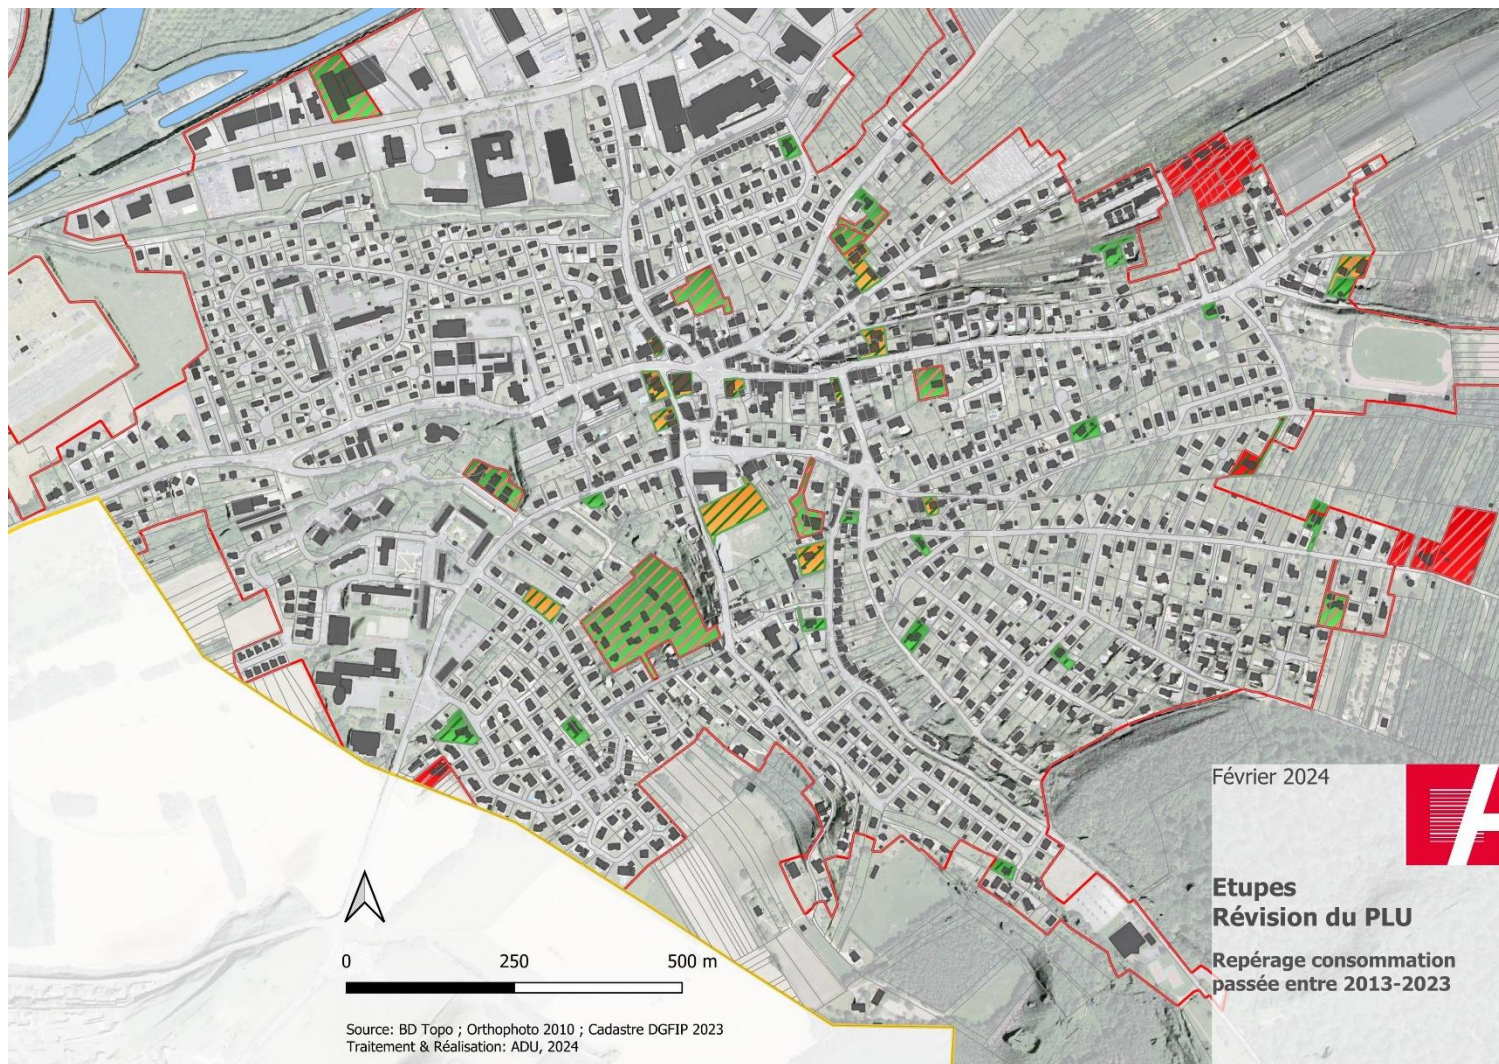 Février 2024
Etupes
Révision du PLU
Repérage consommation
passée entre 2013-2023
0 250 500 m
Source: BD Topo ; Orthophoto 2010 ; Cadastre DGFIP 2023
Traitement & Réalisation: ADU, 2024